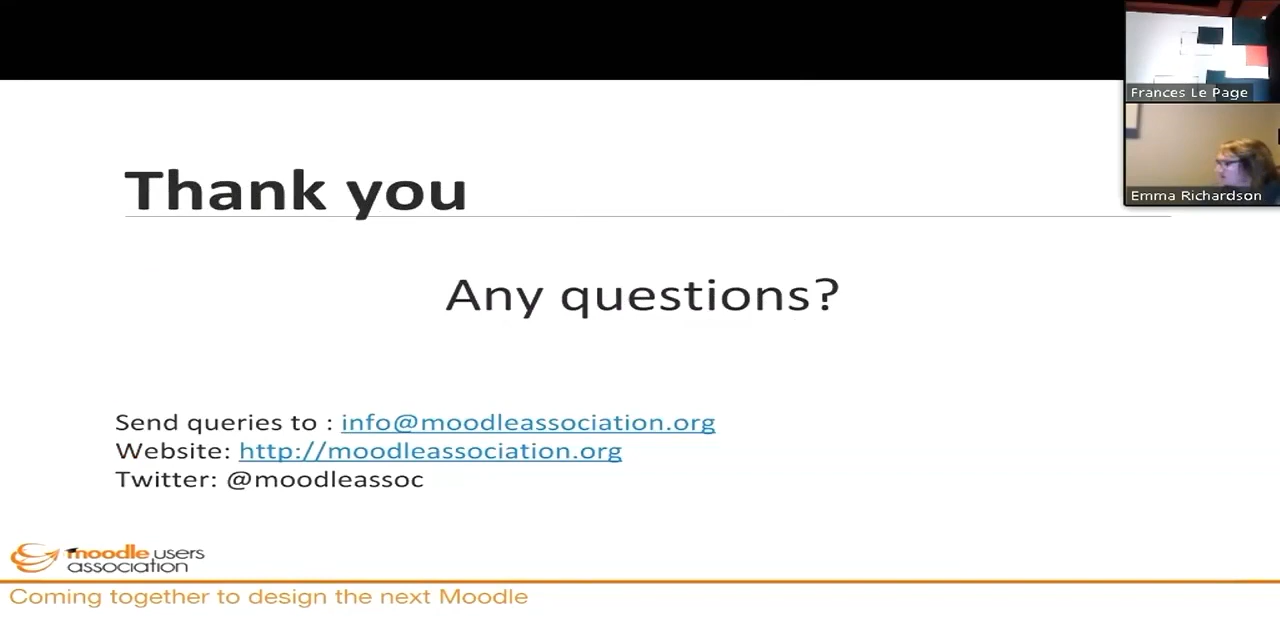 Frances Le Page
Emma Richardson
Thank you
Any questions?
Send queries to : info@moodleassociation.org
Website: http://moodleassociation.org
Twitter: @moodleassoc
moodle users
association
Coming together to design the next Moodle